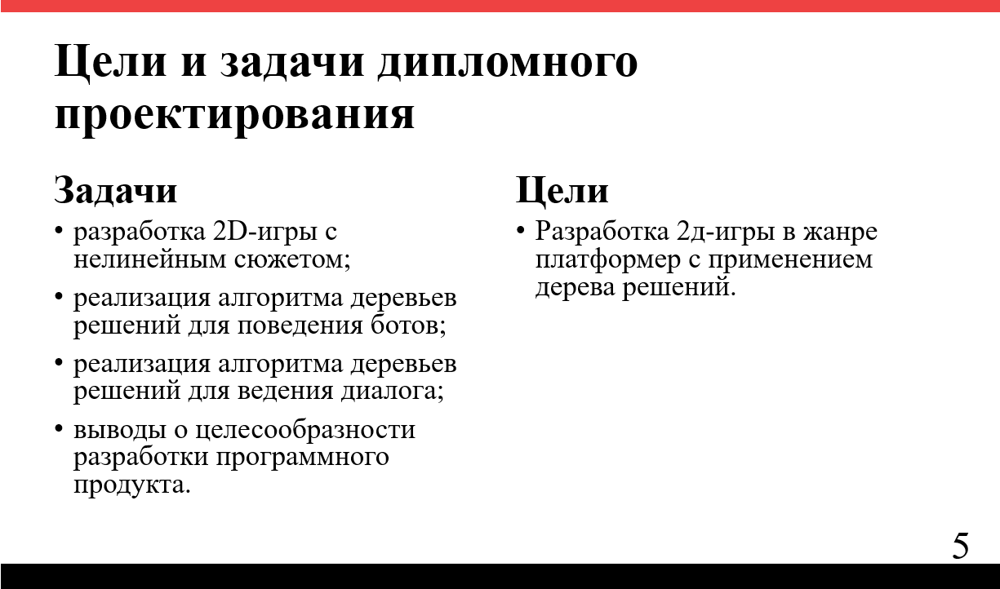 Цели и задачи дипломного
проектирования
Задачи
• разработка 2D-игры с
нелинейным сюжетом;
• реализация алгоритма деревьев
решений для поведения ботов;
• реализация алгоритма деревьев
решений для ведения диалога;
• выводы о целесообразности
разработки программного
продукта.
Цели
• Разработка 2д-игры в жанре
платформер с применением
дерева решений.
5